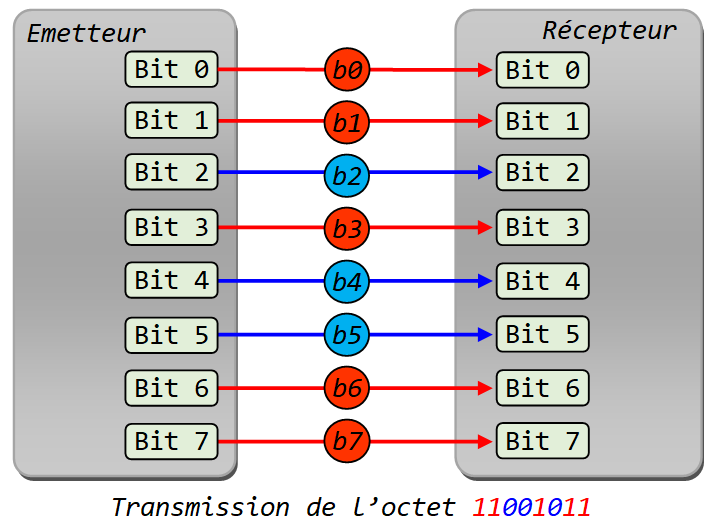 Emetteur Récepteur
Bit 0 b0 Bit 0
Bit 1 b1 Bit 1
Bit 2 b2 Bit 2
Bit 3 b3 Bit 3
Bit 4 b4 Bit 4
Bit 5 b5 Bit 5
Bit 6 b6 Bit 6
Bit 7 b7 Bit 7
Transmission de l’octet 11001011